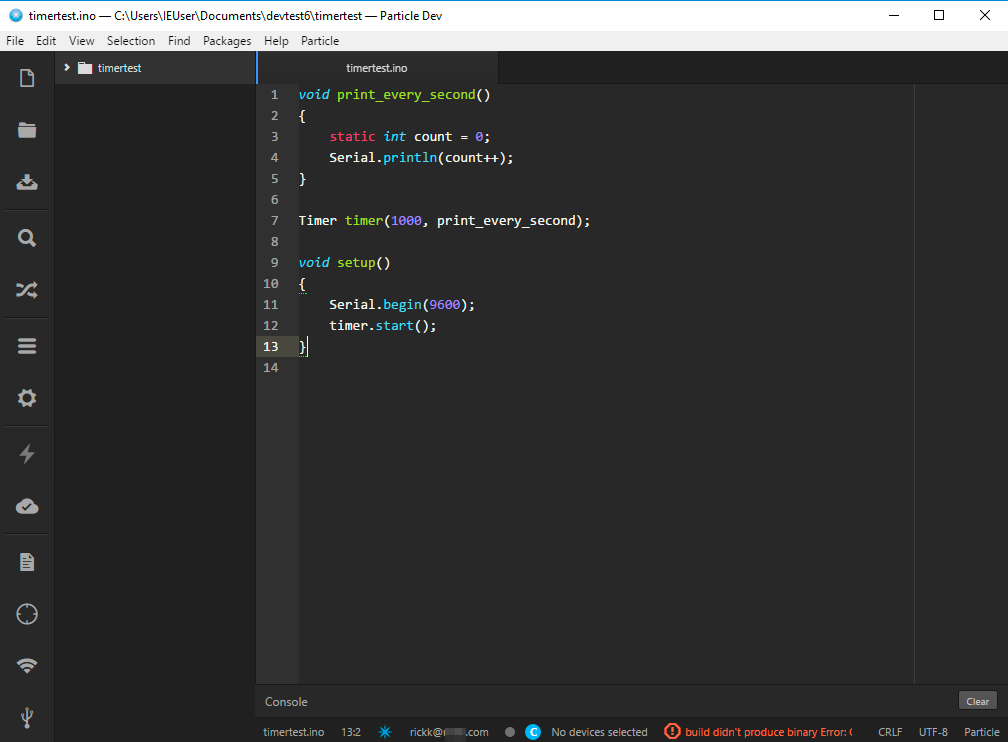 timertest.ino — C:\Users\IEUser\Documents\devtest6\timertest — Particle Dev
File Edit View Selection Find Packages Help Particle
timertest
timertest.ino
1 void print_every_second()
2 {
3 static int count = 0;
4 Serial.println(count++);
5 }
6
7 Timer timer(1000, print_every_second);
8
9 void setup()
10 {
11 Serial.begin(9600);
12 timer.start();
13 }
14
Console Clear
timertest.ino 13:2 rickk@ .com C No devices selected build didn't produce binary Error: CRLF UTF-8 Particle